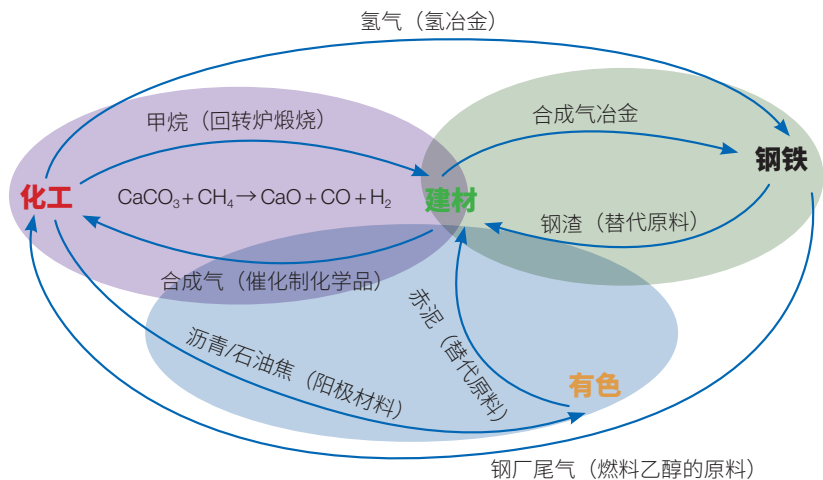 氢气（氢冶金）
甲烷（回转炉煅烧）
合成气冶金
钢铁
化工
CaCO₃+CH₄→CaO+CO+H₂
建材
钢渣（替代原料）
合成气（催化制化学品）
赤泥（替代原料）
沥青/石油焦（阳极材料）
有色
钢厂尾气（燃料乙醇的原料）